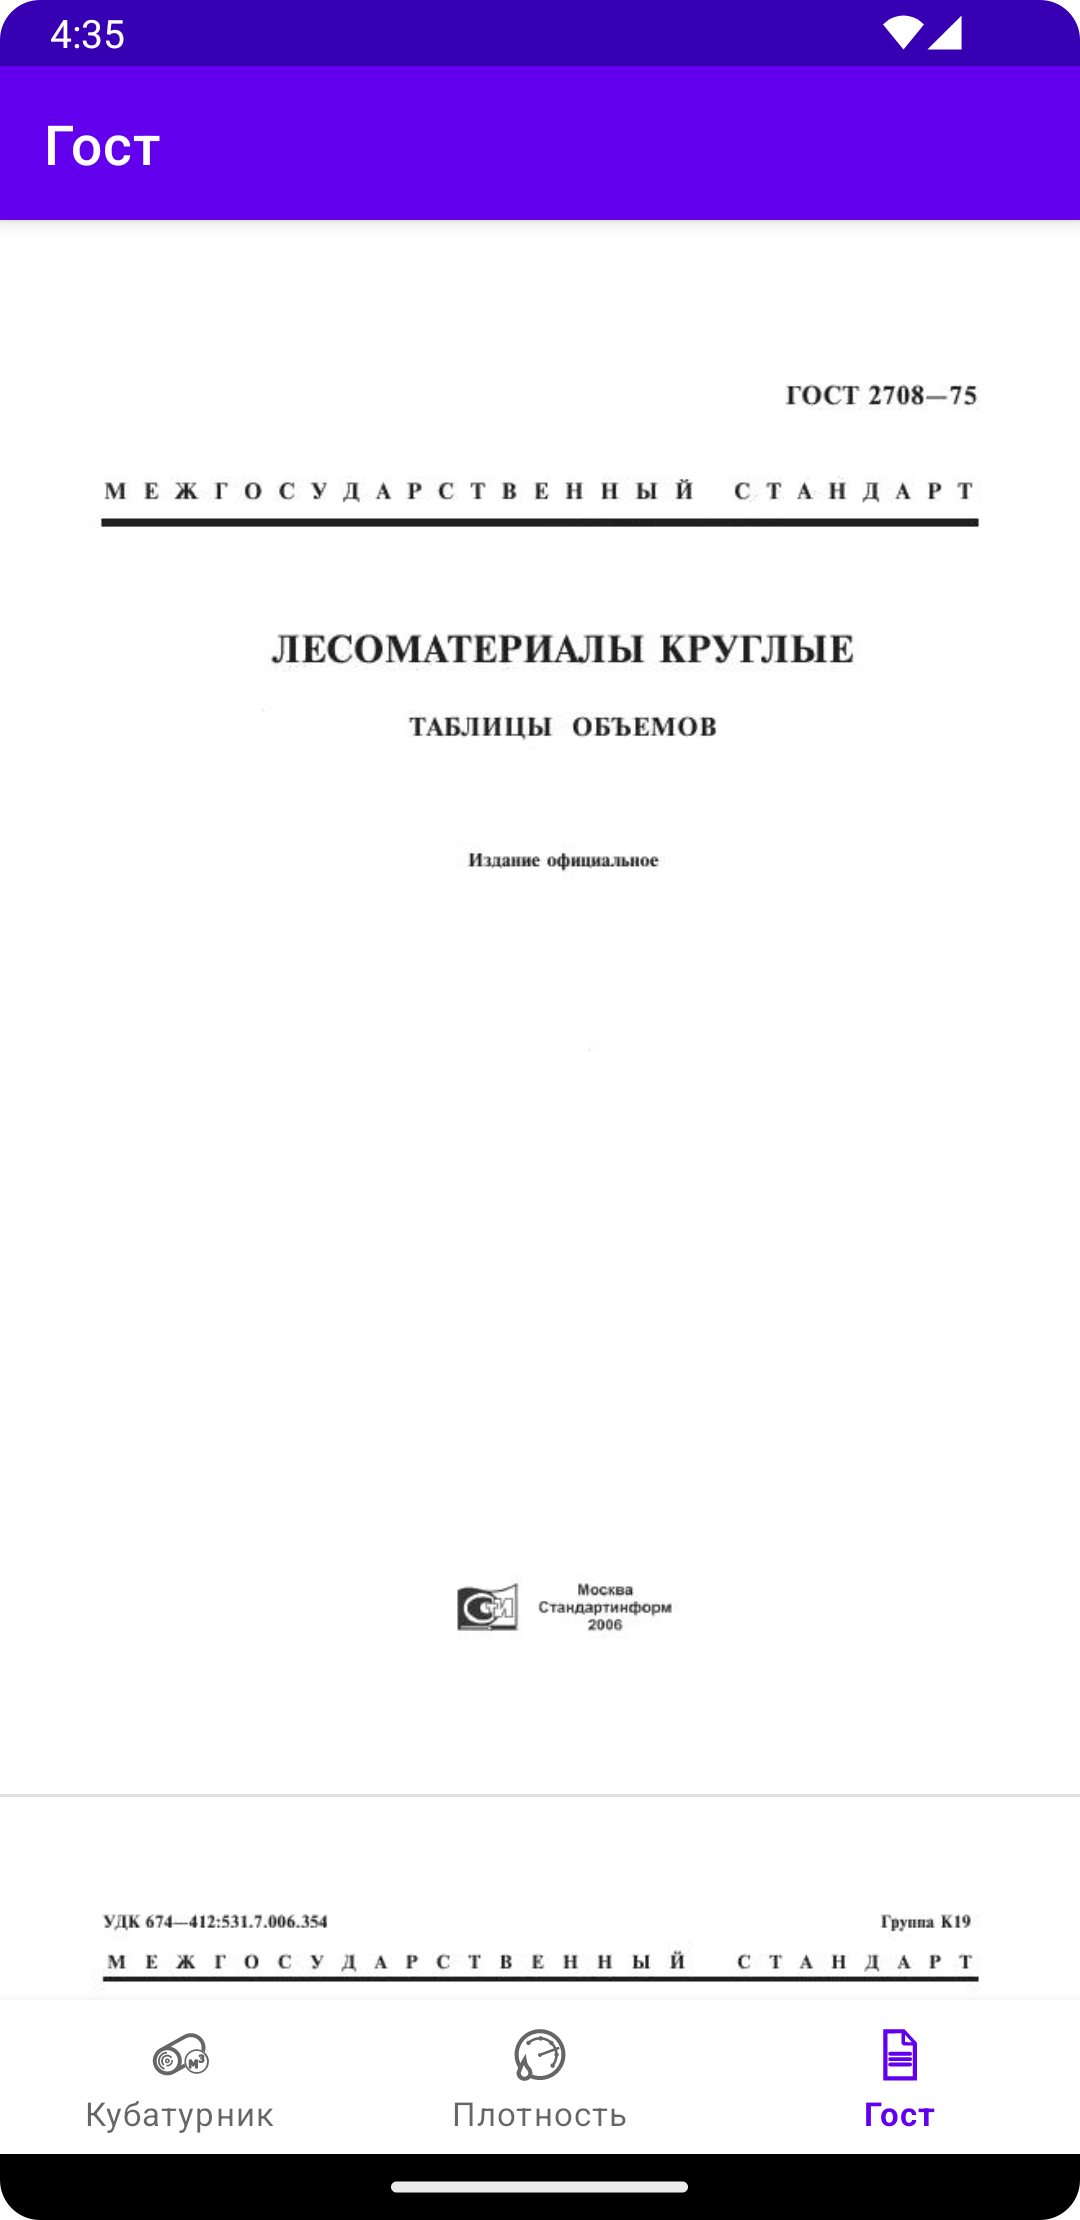 4:35
Гост
ГОСТ 2708—75
МЕЖГОСУДАРСТВЕННЫЙ СТАНДАРТ
ЛЕСОМАТЕРИАЛЫ КРУГЛЫЕ
ТАБЛИЦЫ ОБЪЕМОВ
Издание официальное
Москва
Стандартинформ
2006
УДК 674—412:531.7.006.354 Группа К19
МЕЖГОСУДАРСТВЕННЫЙ СТАНДАРТ
Кубатурник Плотность Гост